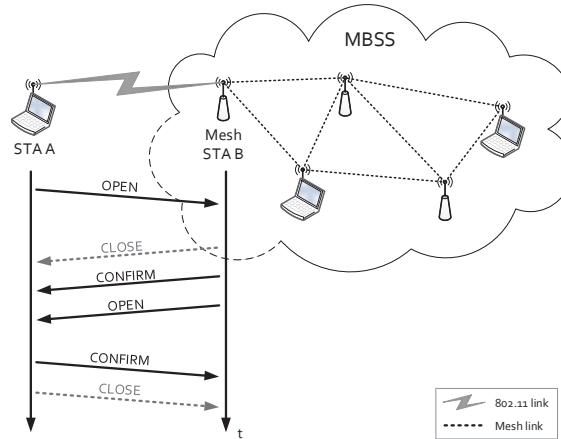 MBSS
STA A
Mesh
STA B
OPEN
CLOSE
CONFIRM
OPEN
CONFIRM
CLOSE
t
802.11 link
Mesh link